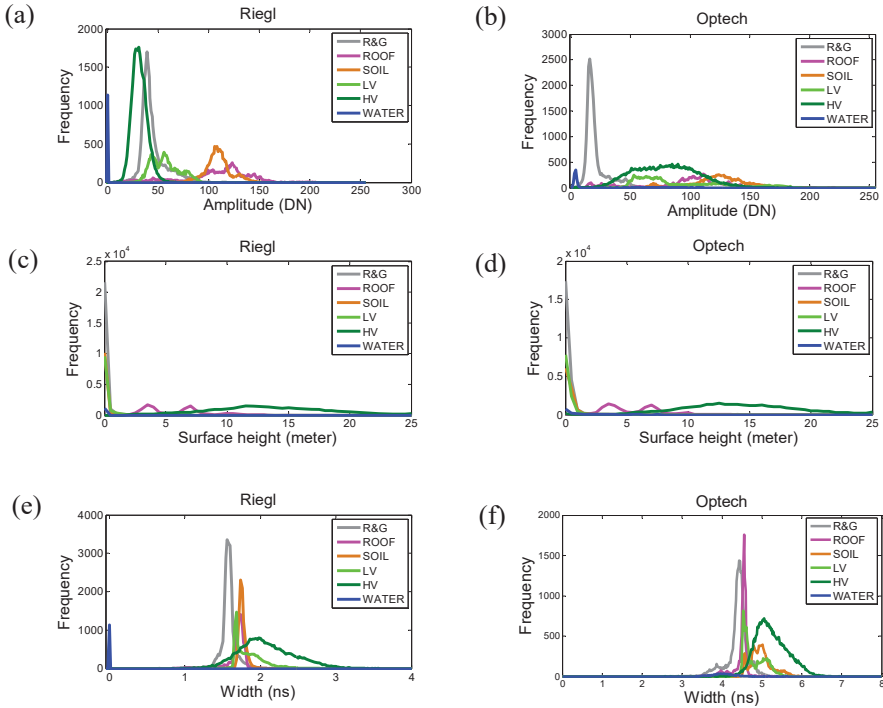 (a)
Riegl
2000
1500
1000
500
0
0 50 100 150 200 250 300
Frequency
Amplitude (DN)
R&G
ROOF
SOIL
LV
HV
WATER
(b)
Optech
3000
2500
2000
1500
1000
500
0
0 50 100 150 200 250
Frequency
Amplitude (DN)
R&G
ROOF
SOIL
LV
HV
WATER
(c)
Riegl
x 10^4
2.5
2
1.5
1
0.5
0
0 5 10 15 20 25
Frequency
Surface height (meter)
R&G
ROOF
SOIL
LV
HV
WATER
(d)
Optech
x 10^4
2
1.5
1
0.5
0
0 5 10 15 20 25
Frequency
Surface height (meter)
R&G
ROOF
SOIL
LV
HV
WATER
(e)
Riegl
4000
3000
2000
1000
0
0 1 2 3 4
Frequency
Width (ns)
R&G
ROOF
SOIL
LV
HV
WATER
(f)
Optech
2000
1500
1000
500
0
0 1 2 3 4 5 6 7 8
Frequency
Width (ns)
R&G
ROOF
SOIL
LV
HV
WATER